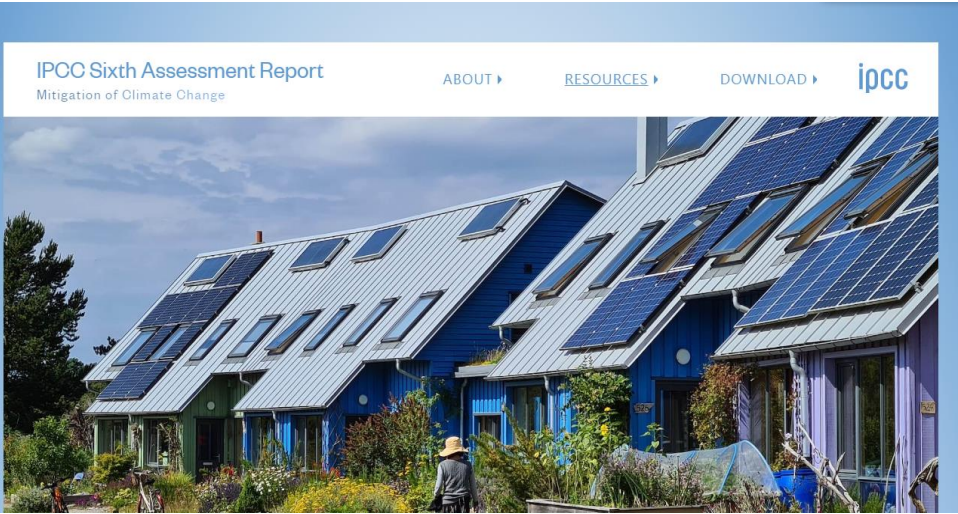 IPCC Sixth Assessment Report
Mitigation of Climate Change
ABOUT RESOURCES DOWNLOAD ipcc